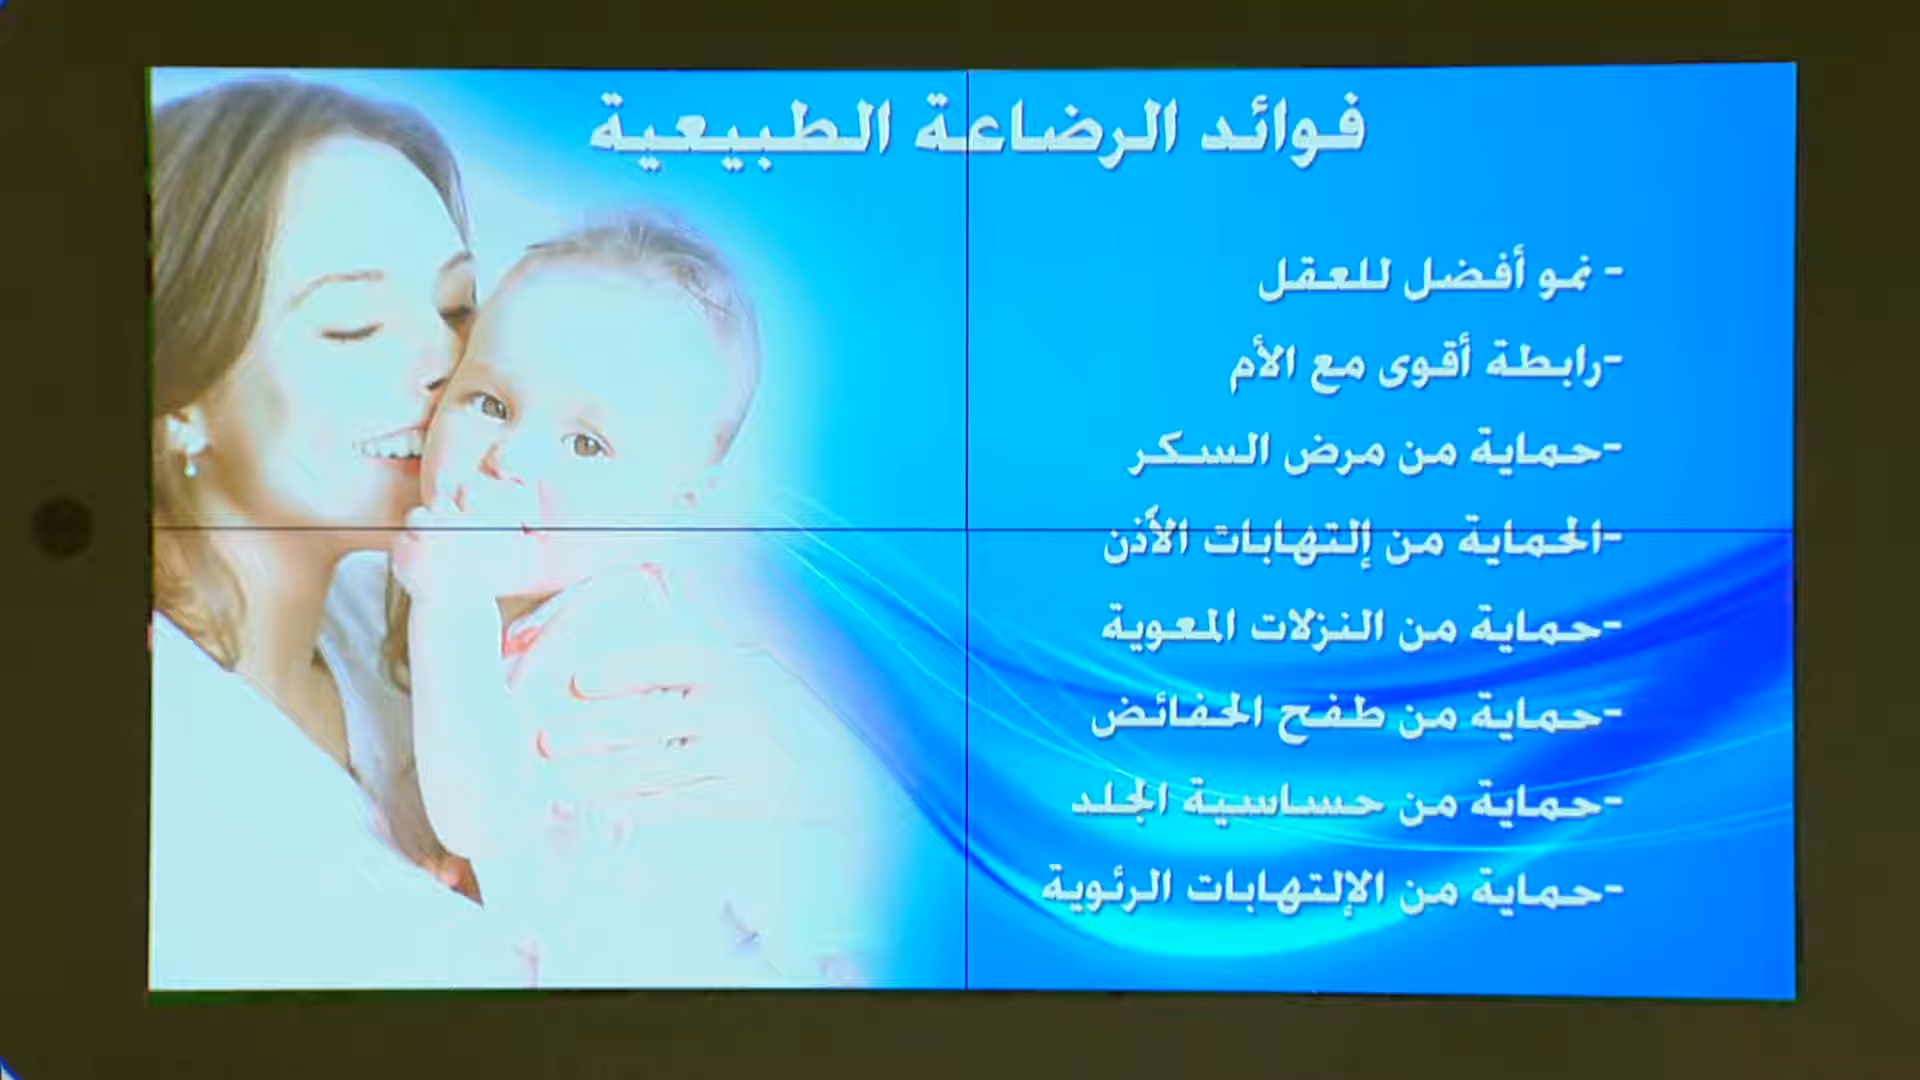 فوائد الرضاعة الطبيعية
- نمو أفضل للعقل
-رابطة أقوى مع الأم
-حماية من مرض السكر
-الحماية من إلتهابات الأذن
-حماية من النزلات المعوية
-حماية من طفح الحفائض
-حماية من حساسية الجلد
-حماية من الإلتهابات الرئوية